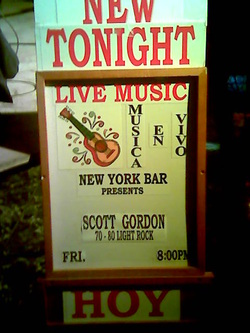 NEW
TONIGHT
LIVE MUSIC
MUSICA
EN
VIVO
NEW YORK BAR
PRESENTS
SCOTT GORDON
70 - 80 LIGHT ROCK
FRI. 8:00PM
HOY